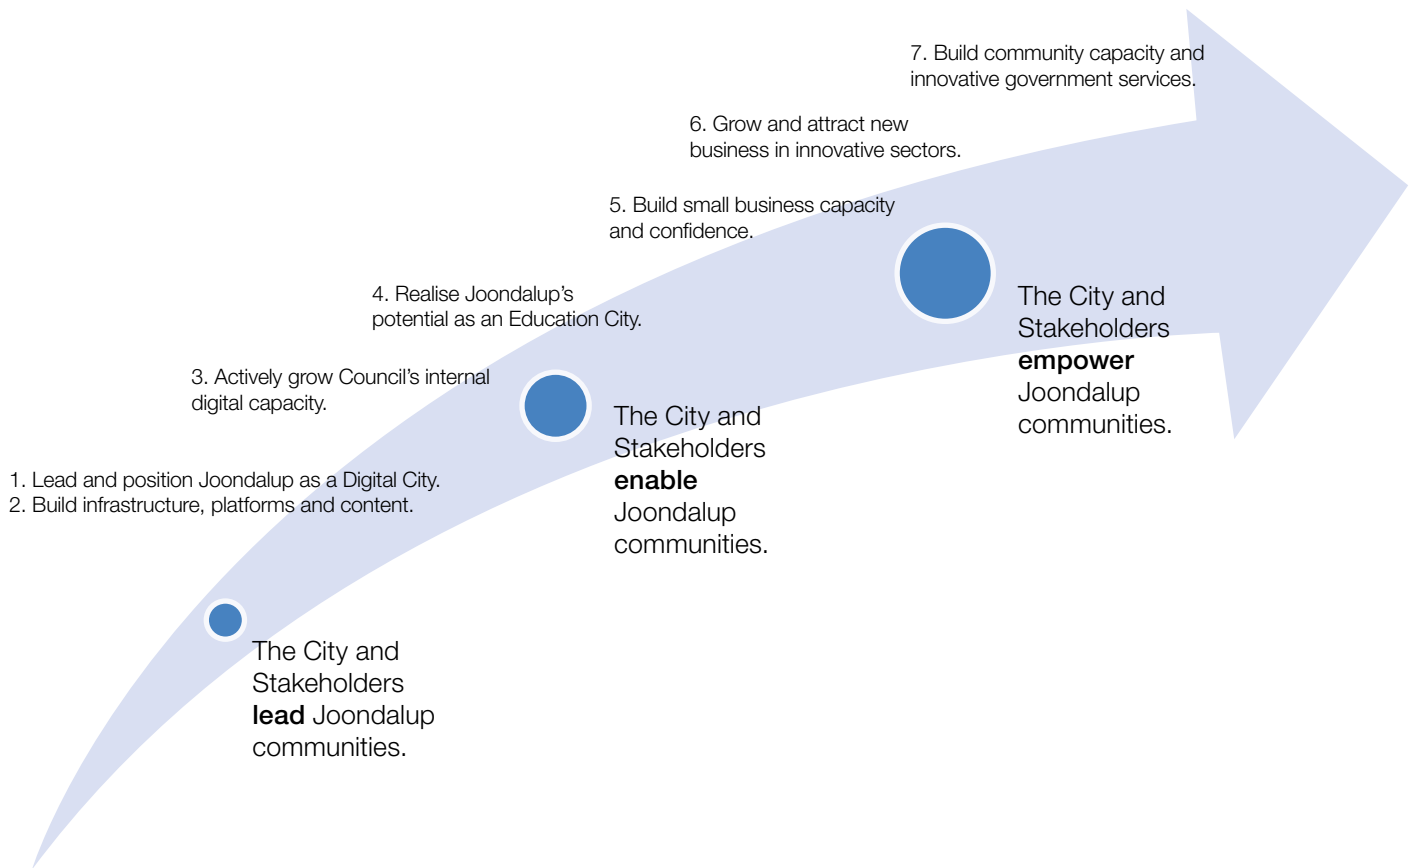 7. Build community capacity and
innovative government services.
6. Grow and attract new
business in innovative sectors.
5. Build small business capacity
and confidence.
4. Realise Joondalup’s
potential as an Education City.
3. Actively grow Council’s internal
digital capacity.
1. Lead and position Joondalup as a Digital City.
2. Build infrastructure, platforms and content.
The City and
Stakeholders
lead Joondalup
communities.
The City and
Stakeholders
enable
Joondalup
communities.
The City and
Stakeholders
empower
Joondalup
communities.